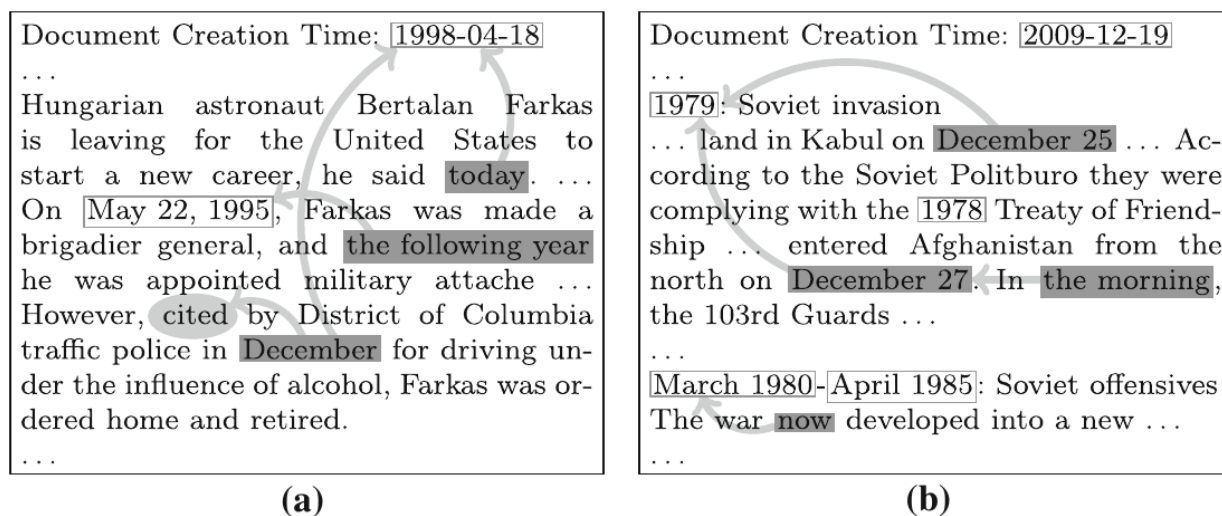 Document Creation Time: 1998-04-18
. . .
Hungarian astronaut Bertalan Farkas
is leaving for the United States to
start a new career, he said today. . . .
On May 22, 1995, Farkas was made a
brigadier general, and the following year
he was appointed military attache . . .
However, cited by District of Columbia
traffic police in December for driving un-
der the influence of alcohol, Farkas was or-
dered home and retired.
. . .
(a)
Document Creation Time: 2009-12-19
. . .
1979: Soviet invasion
. . . land in Kabul on December 25 . . . Ac-
cording to the Soviet Politburo they were
complying with the 1978 Treaty of Friend-
ship . . . entered Afghanistan from the
north on December 27. In the morning,
the 103rd Guards . . .
. . .
March 1980-April 1985: Soviet offensives
The war now developed into a new . . .
. . .
(b)